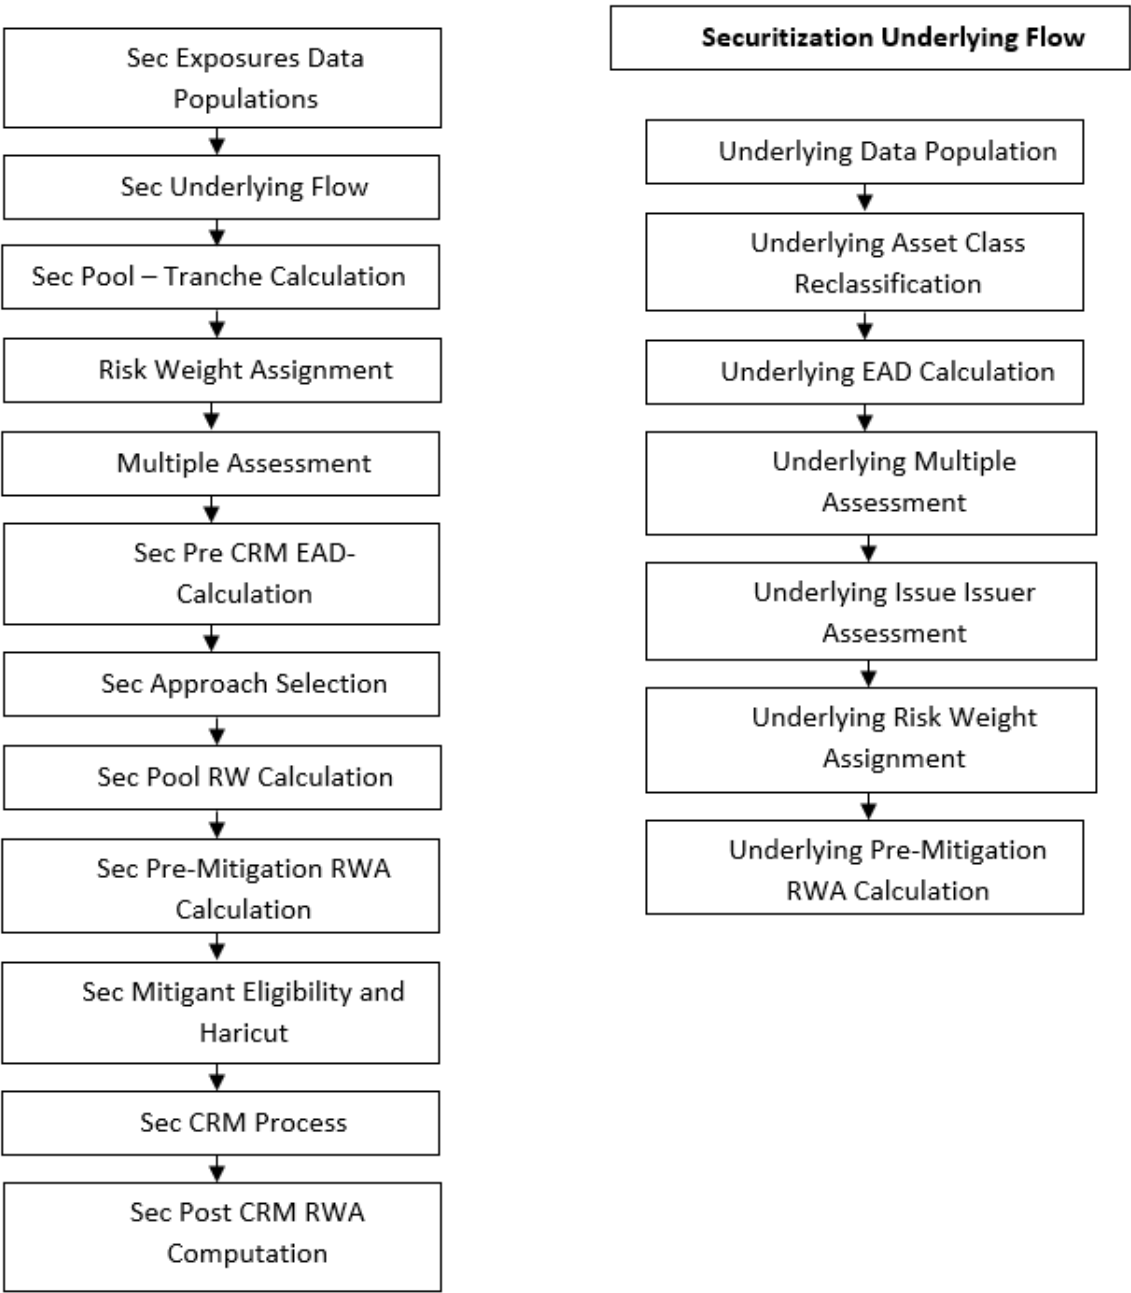 Sec Exposures Data
Populations
Sec Underlying Flow
Sec Pool – Tranche Calculation
Risk Weight Assignment
Multiple Assessment
Sec Pre CRM EAD-
Calculation
Sec Approach Selection
Sec Pool RW Calculation
Sec Pre-Mitigation RWA
Calculation
Sec Mitigant Eligibility and
Haricut
Sec CRM Process
Sec Post CRM RWA
Computation
Securitization Underlying Flow
Underlying Data Population
Underlying Asset Class
Reclassification
Underlying EAD Calculation
Underlying Multiple
Assessment
Underlying Issue Issuer
Assessment
Underlying Risk Weight
Assignment
Underlying Pre-Mitigation
RWA Calculation